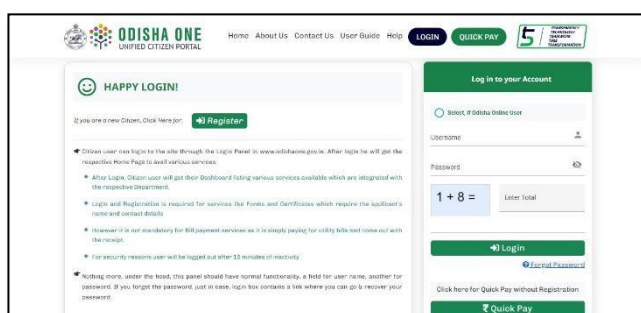 ODISHA ONE
UNIFIED CITIZEN PORTAL
Home About Us Contact Us User Guide Help LOGIN QUICK PAY
5T
TRANSPARENCY
TECHNOLOGY
TEAMWORK
TIME
TRANSFORMATION
HAPPY LOGIN!
If you are a new Citizen, Click Here for: Register
Citizen user can login to the site through the Login Panel in www.odishaone.gov.in. After login he will get the
respective Home Page to avail various services:
After Login, Citizen user will get their Dashboard listing various services available which are integrated with
the respective Department.
Login and Registration is required for services like Forms and Certificates which require the applicant's
name and contact details
However it is not mandatory for Bill payment services as it is simply paying for utility bills and come out with
the receipt.
For security reasons user will be logged out after 15 minutes of inactivity
Nothing more, under the hood, this panel should have normal functionality, a field for user name, another for
password. If you forget the password, just in ease, login box contains a link where you can go & recover your
password.
Log in to your Account
Select, If Odisha Online User
Username
Password
1 + 8 = Enter Total
Login
Forgot Password
Click here for Quick Pay without Registration
₹ Quick Pay